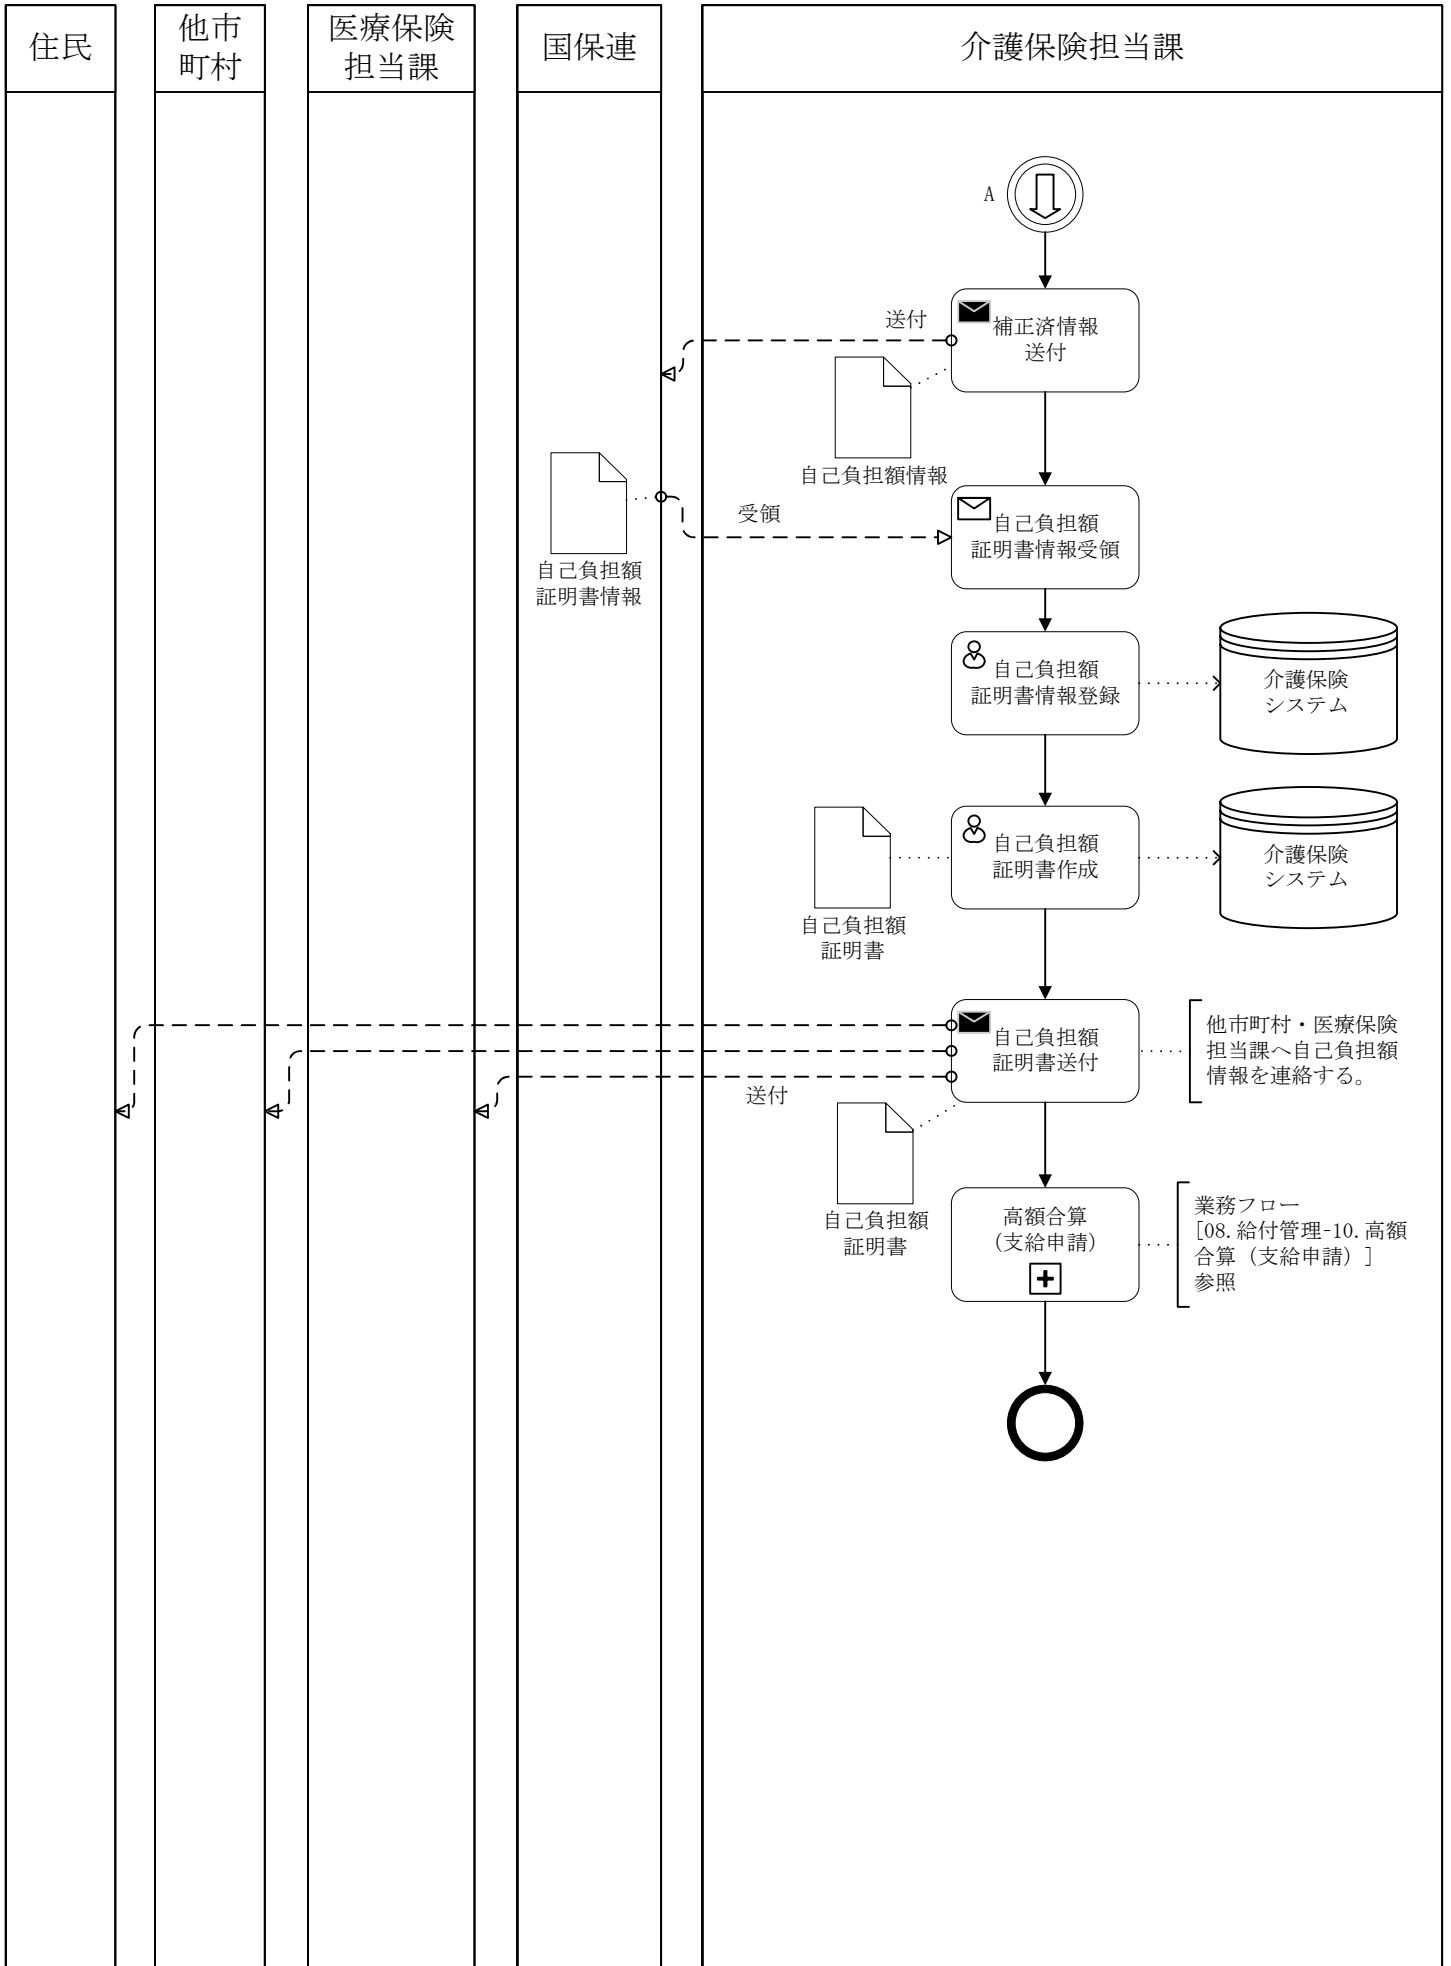 住民
他市
町村
医療保険
担当課
国保連
介護保険担当課
A
補正済情報
送付
送付
自己負担額情報
自己負担額
証明書情報
受領
自己負担額
証明書情報受領
自己負担額
証明書情報登録
介護保険
システム
自己負担額
証明書作成
介護保険
システム
自己負担額
証明書
自己負担額
証明書送付
他市町村・医療保険
担当課へ自己負担額
情報を連絡する。
送付
自己負担額
証明書
高額合算
（支給申請）
業務フロー
[08.給付管理-10.高額
合算（支給申請）]
参照